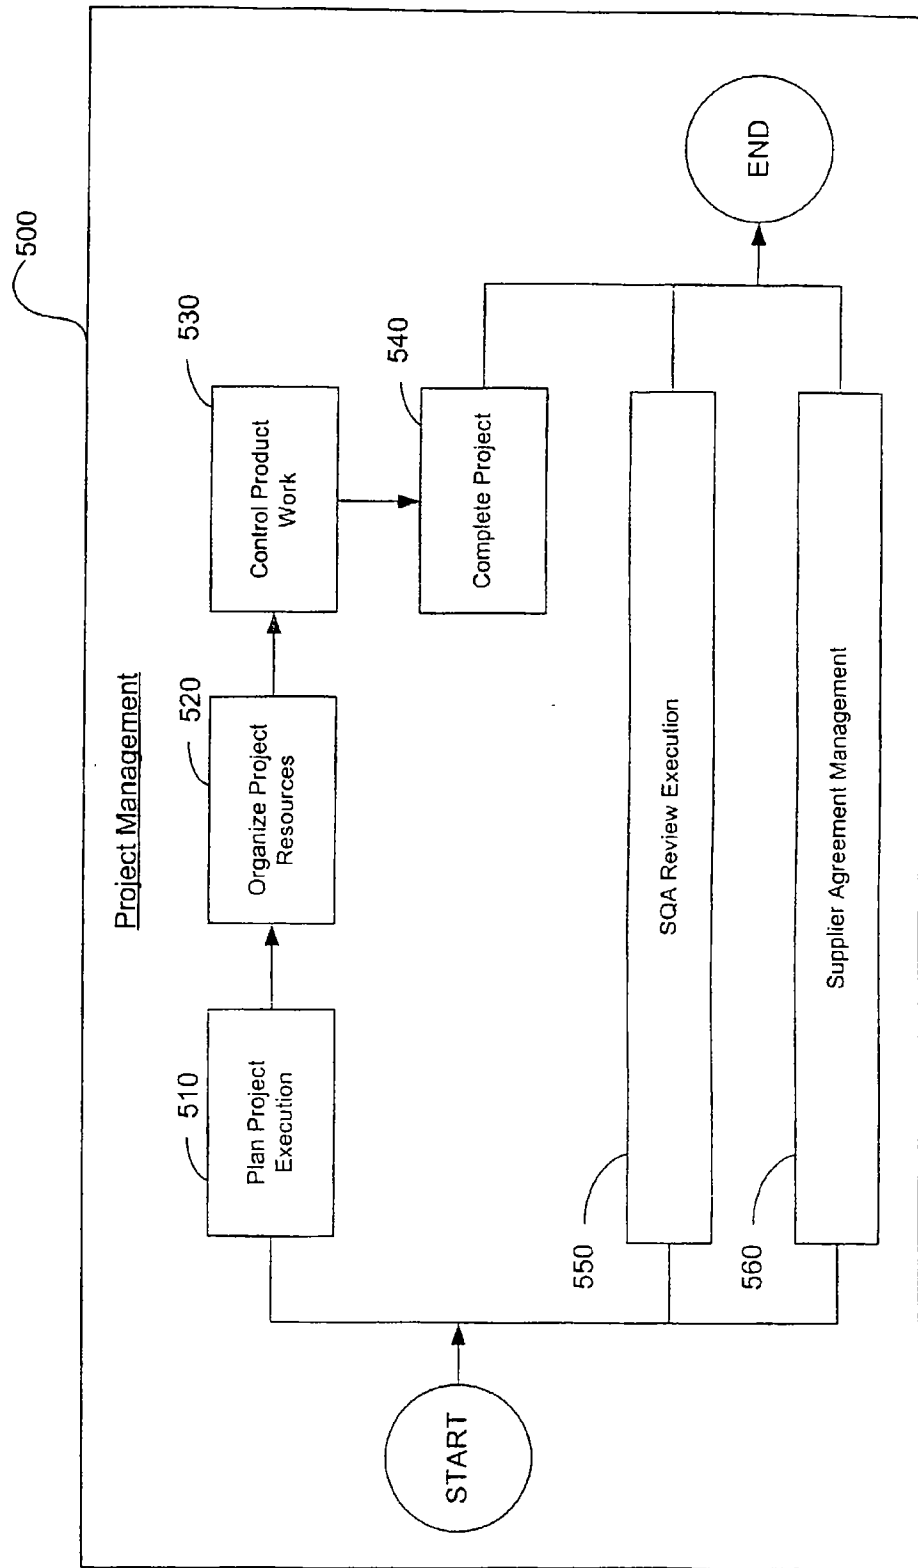 500
Project Management
510
Plan Project
Execution
520
Organize Project
Resources
530
Control Product
Work
540
Complete Project
550
SQA Review Execution
560
Supplier Agreement Management
START
END